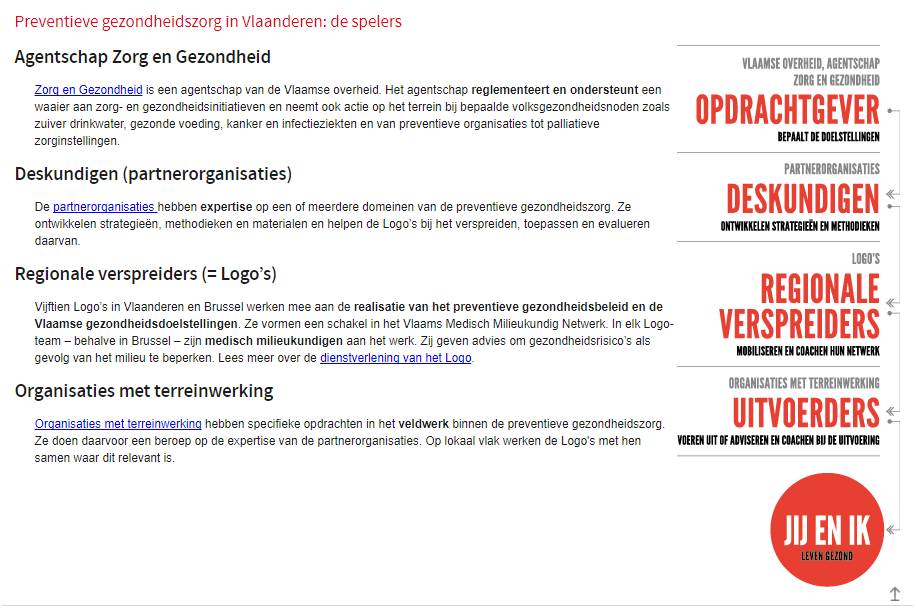 Preventieve gezondheidszorg in Vlaanderen: de spelers
Agentschap Zorg en Gezondheid
Zorg en Gezondheid is een agentschap van de Vlaamse overheid. Het agentschap reglementeert en ondersteunt een
waaier aan zorg- en gezondheidsinitiatieven en neemt ook actie op het terrein bij bepaalde volksgezondheidsnoden zoals
zuiver drinkwater, gezonde voeding, kanker en infectieziekten en van preventieve organisaties tot palliatieve
zorginstellingen.
Deskundigen (partnerorganisaties)
De partnerorganisaties hebben expertise op een of meerdere domeinen van de preventieve gezondheidszorg. Ze
ontwikkelen strategieën, methodieken en materialen en helpen de Logo's bij het verspreiden, toepassen en evalueren
daarvan.
Regionale verspreiders (= Logo's)
Vijftien Logo's in Vlaanderen en Brussel werken mee aan de realisatie van het preventieve gezondheidsbeleid en de
Vlaamse gezondheidsdoelstellingen. Ze vormen een schakel in het Vlaams Medisch Milieukundig Netwerk. In elk Logo-
team – behalve in Brussel – zijn medisch milieukundigen aan het werk. Zij geven advies om gezondheidsrisico's als
gevolg van het milieu te beperken. Lees meer over de dienstverlening van het Logo.
Organisaties met terreinwerking
Organisaties met terreinwerking hebben specifieke opdrachten in het veldwerk binnen de preventieve gezondheidszorg.
Ze doen daarvoor een beroep op de expertise van de partnerorganisaties. Op lokaal vlak werken de Logo's met hen
samen waar dit relevant is.
VLAAMSE OVERHEID, AGENTSCHAP
ZORG EN GEZONDHEID
OPDRACHTGEVER
BEPAALT DE DOELSTELLINGEN
PARTNERORGANISATIES
DESKUNDIGEN
ONTWIKKELEN STRATEGIEËN EN METHODIEKEN
LOGO'S
REGIONALE
VERSPREIDERS
MOBILISEREN EN COACHEN HUN NETWERK
ORGANISATIES MET TERREINWERKING
UITVOERDERS
VOEREN UIT OF ADVISEREN EN COACHEN BIJ DE UITVOERING
JIJ EN IK
LEVEN GEZOND